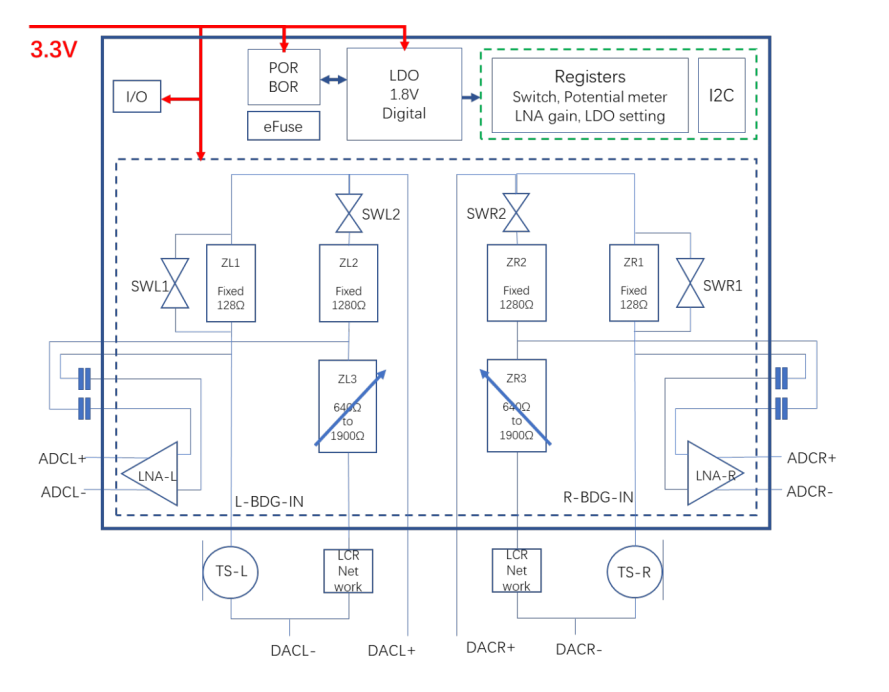 3.3V
I/O
POR
BOR
eFuse
LDO
1.8V
Digital
Registers
Switch, Potential meter
LNA gain, LDO setting
I2C
SWL2
SWR2
SWL1
ZL1
Fixed
128Ω
ZL2
Fixed
1280Ω
ZR2
Fixed
1280Ω
ZR1
Fixed
128Ω
SWR1
ZL3
640Ω
to
1900Ω
ZR3
640Ω
to
1900Ω
ADCL+
ADCL-
LNA-L
L-BDG-IN
R-BDG-IN
LNA-R
ADCR+
ADCR-
TS-L
LCR
Net
work
LCR
Net
work
TS-R
DACL-
DACL+
DACR+
DACR-